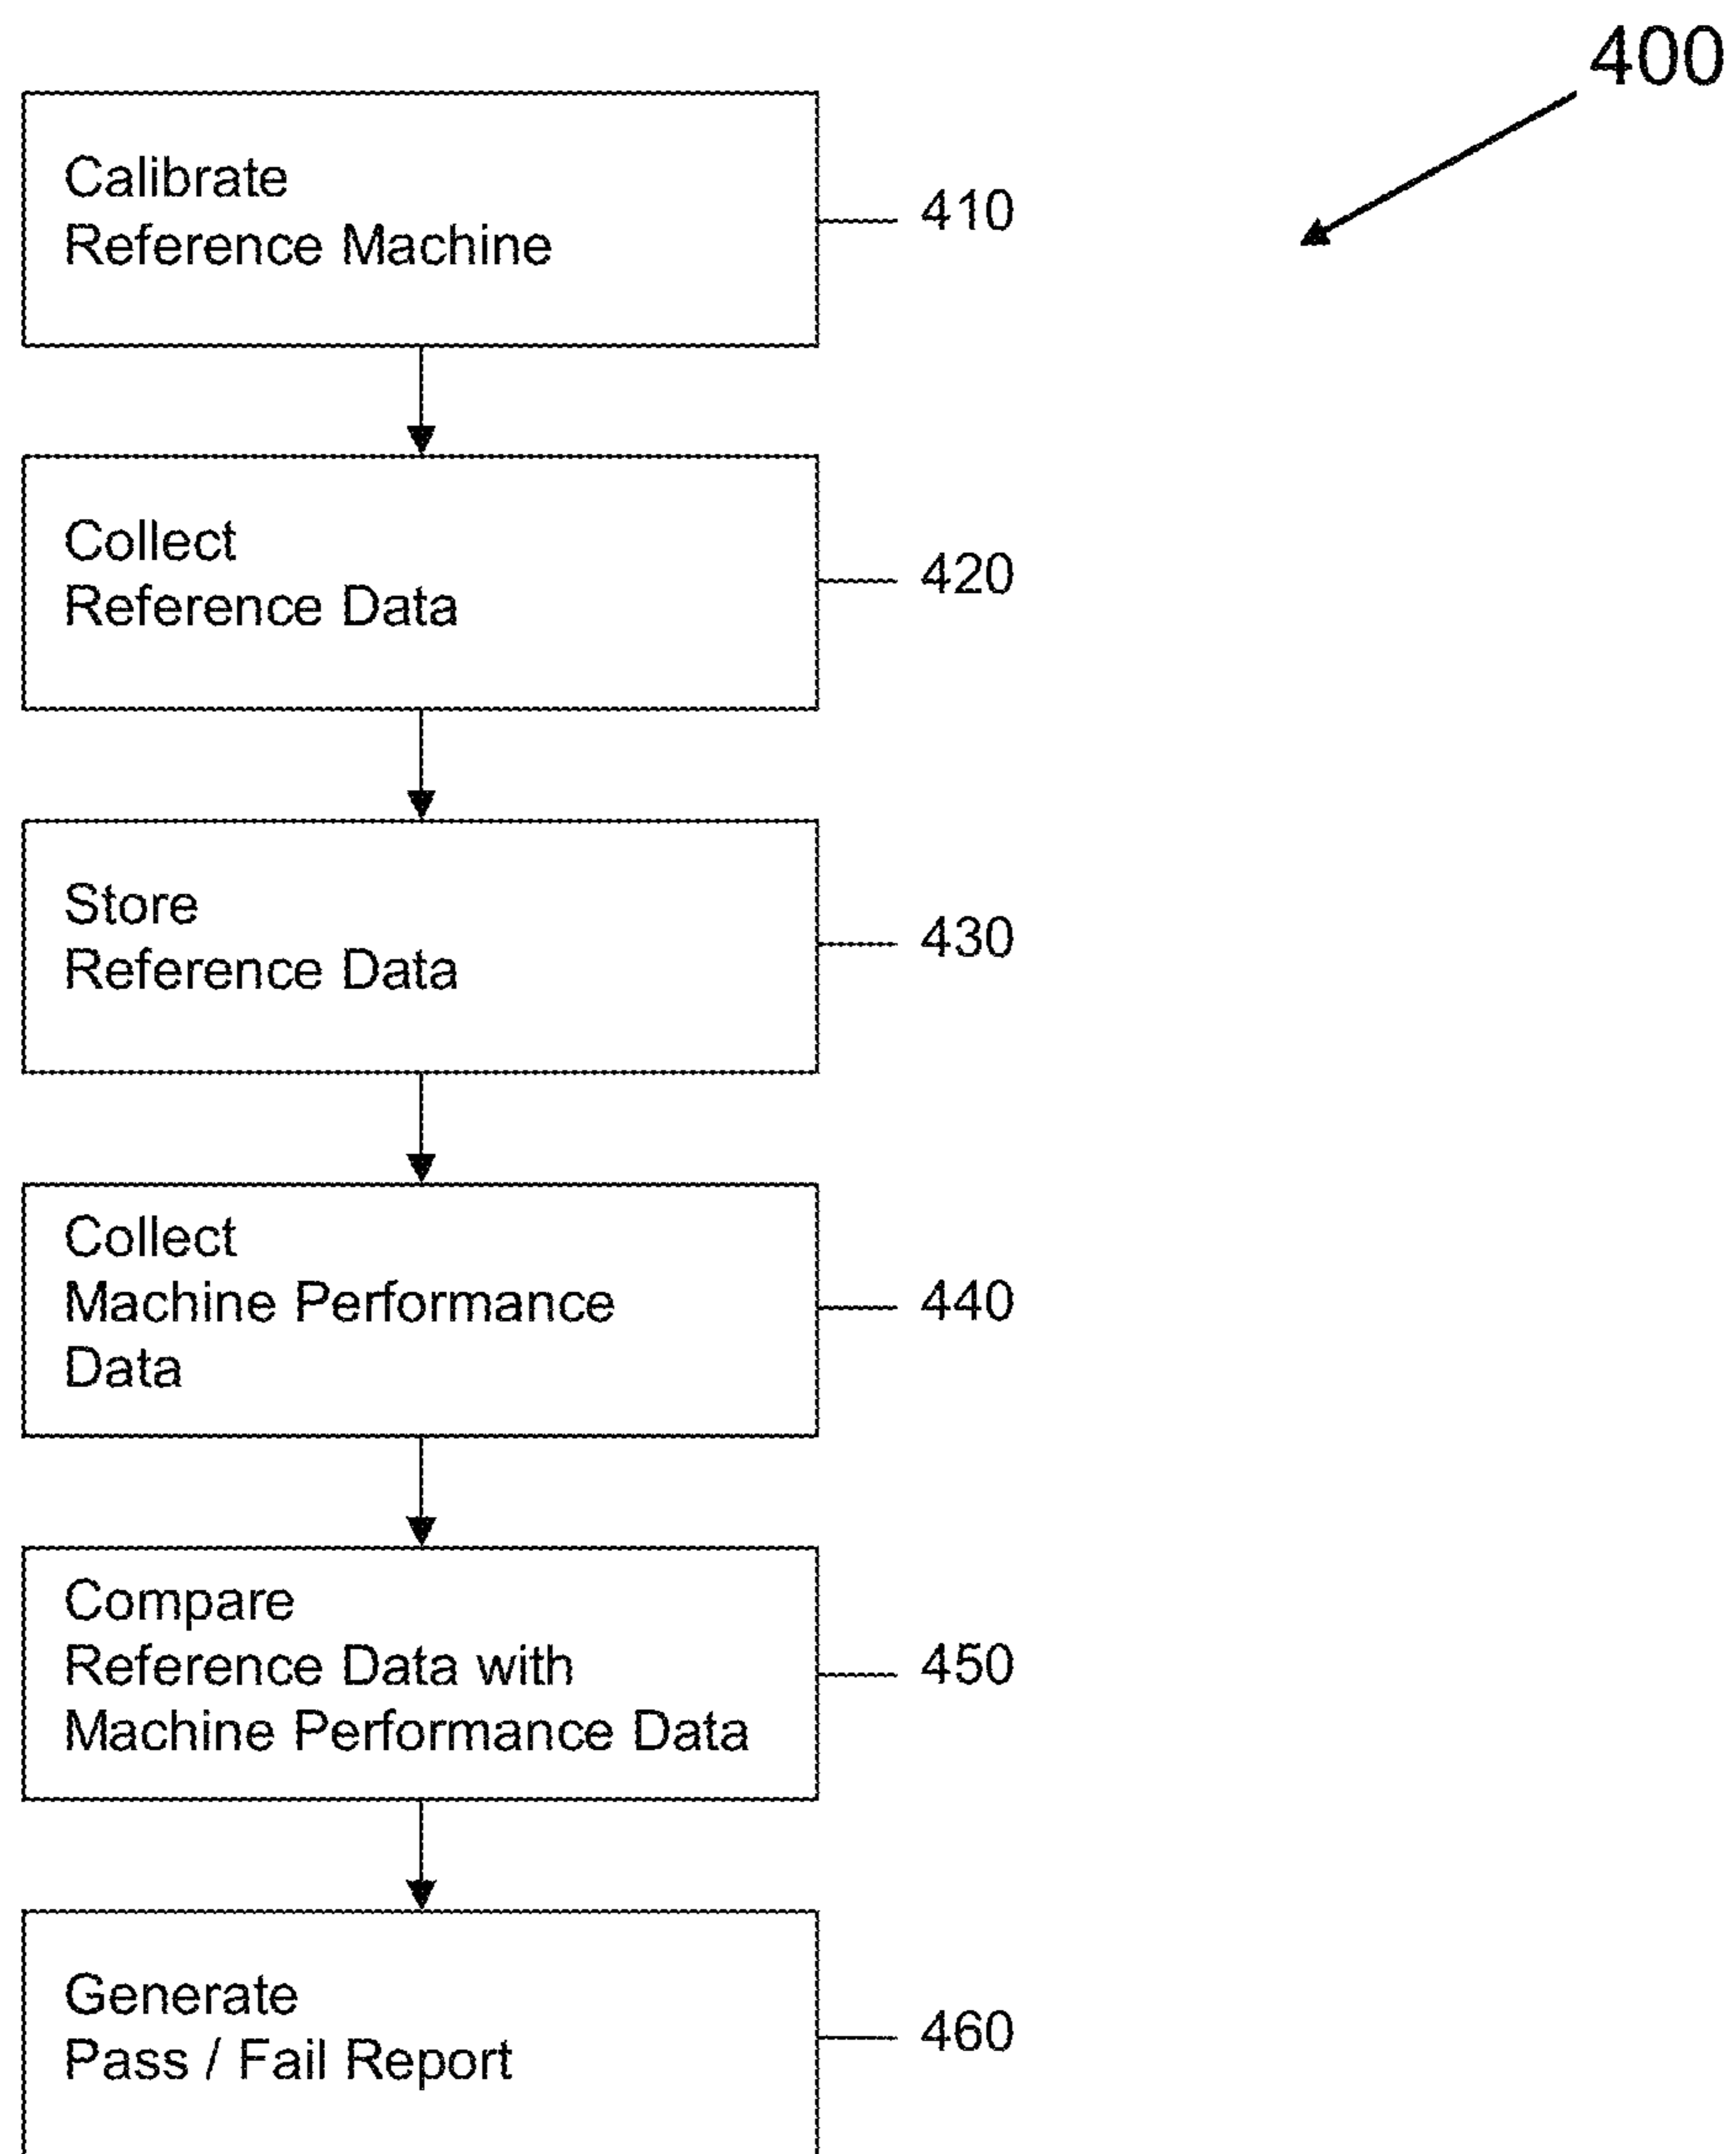 400
Calibrate
Reference Machine
410
Collect
Reference Data
420
Store
Reference Data
430
Collect
Machine Performance
Data
440
Compare
Reference Data with
Machine Performance Data
450
Generate
Pass / Fail Report
460